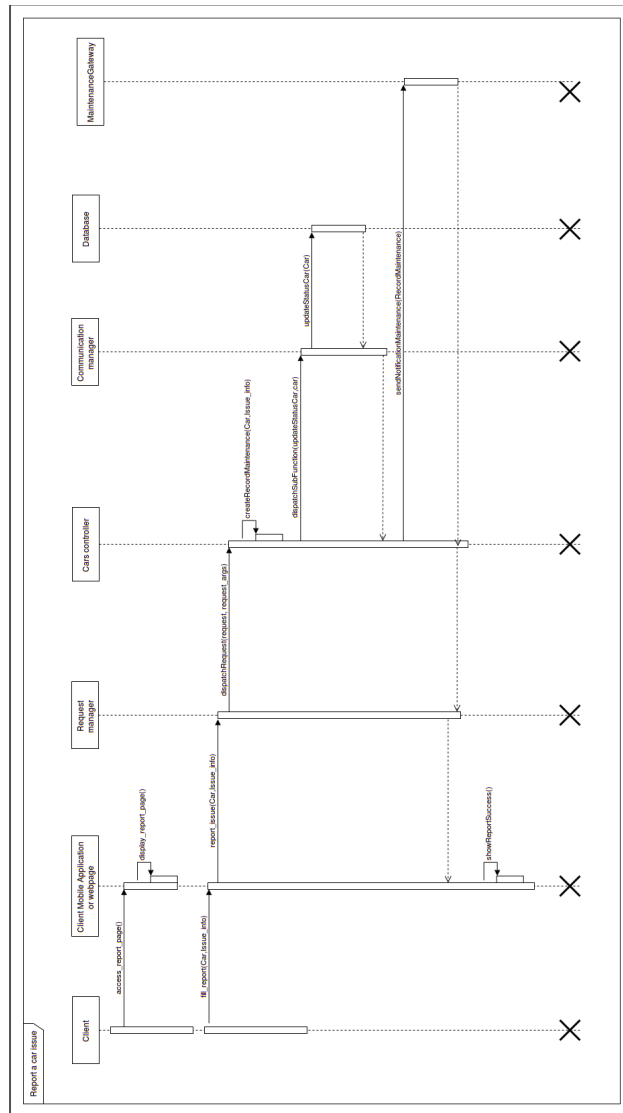 Report a car issue
Client
Client Mobile Application
or webpage
Request
manager
Cars controller
Communication
manager
Database
MaintenanceGateway
access_report_page()
display_report_page()
fill_report(Car,Issue_info)
report_issue(Car,Issue_info)
dispatchRequest(request, request_args)
createRecordMaintenance(Car,Issue_info)
dispatchSubFunction(updateStatusCar,car)
updateStatusCar(Car)
sendNotificationMaintenance(RecordMaintenance)
showReportSuccess()